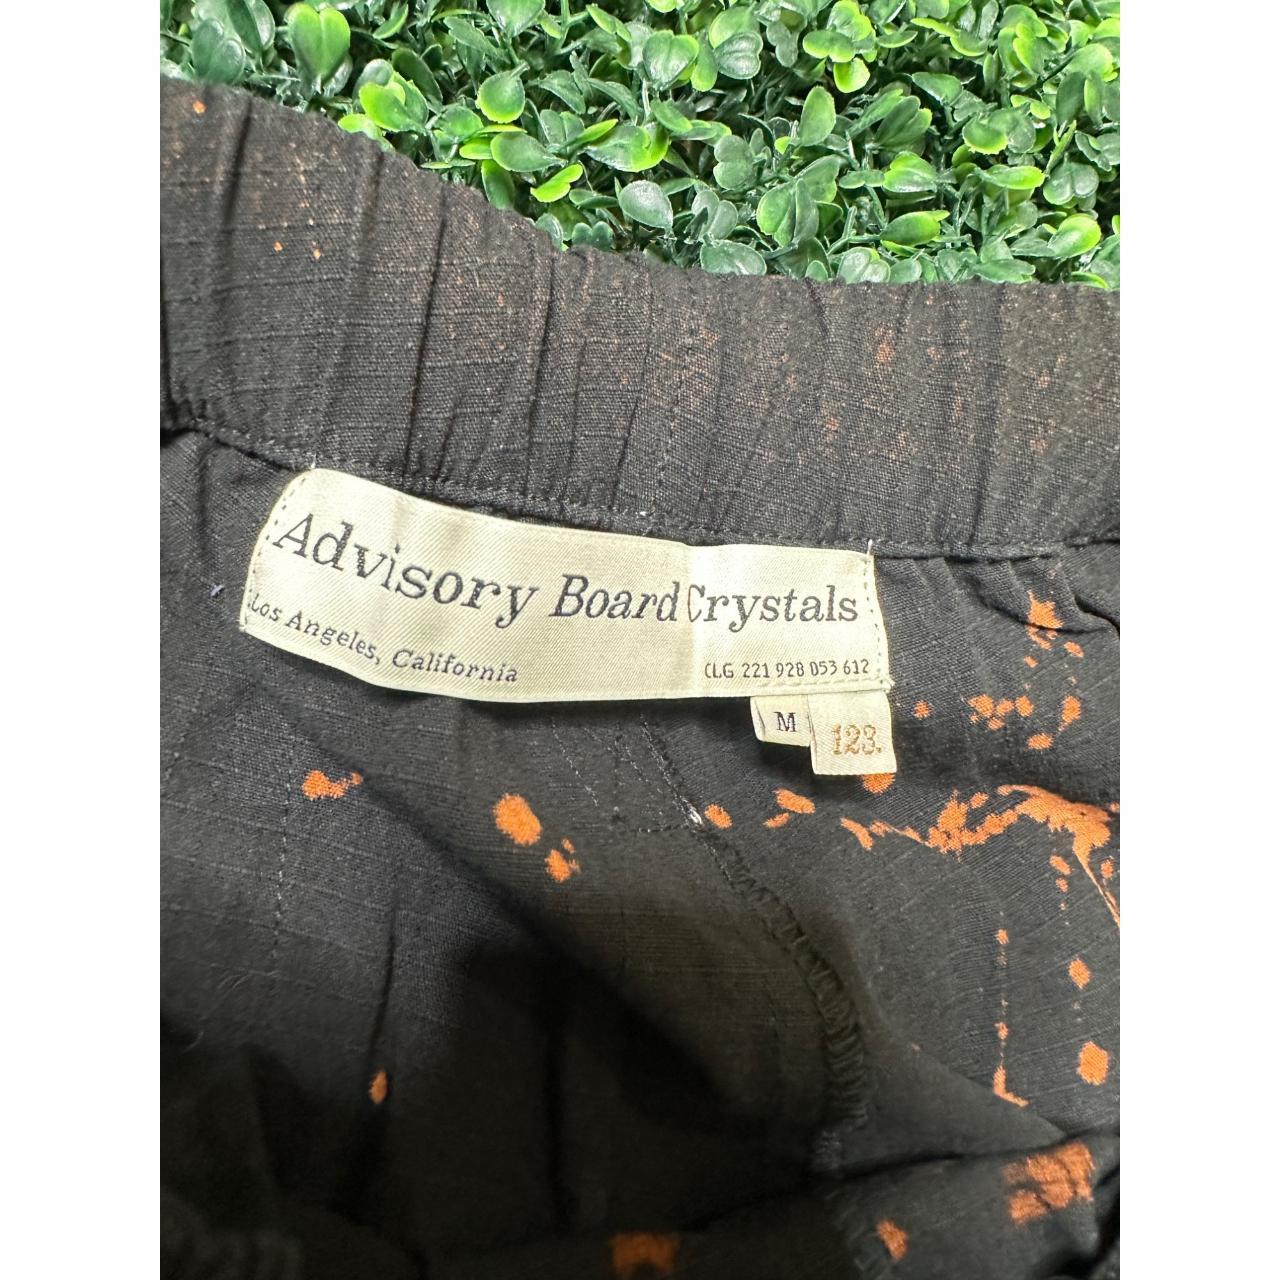 Advisory Board Crystals
Los Angeles, California
CLG 221 928 053 612
M
123.